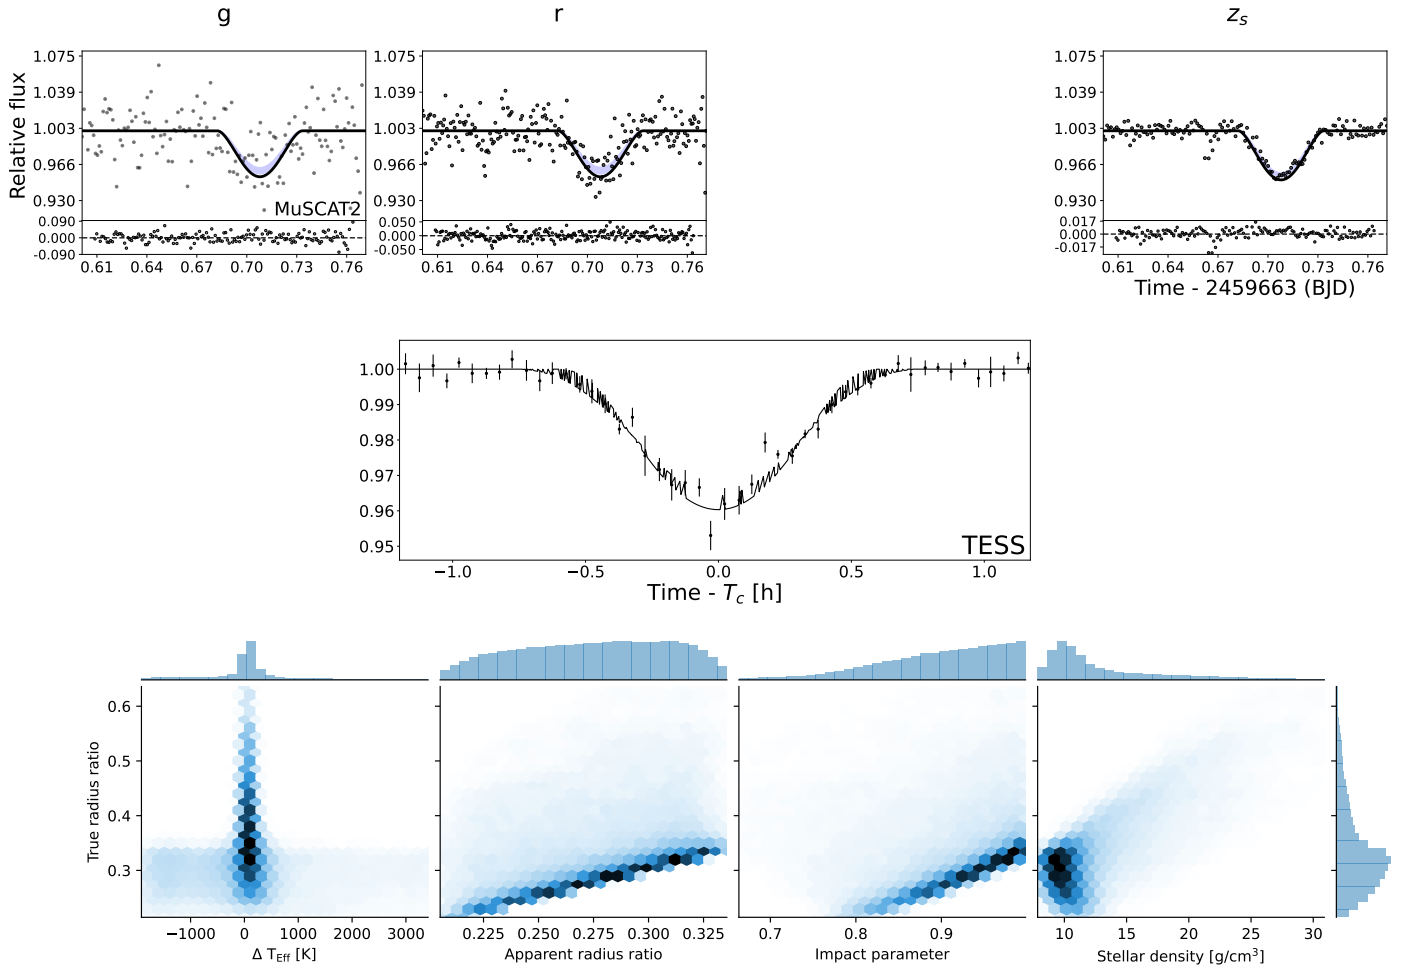 g
r
z_s
Relative flux
1.075
1.039
1.003
0.966
0.930
0.090
0.000
-0.090
MuSCAT2
0.61 0.64 0.67 0.70 0.73 0.76
1.075
1.039
1.003
0.966
0.930
0.050
0.000
-0.050
0.61 0.64 0.67 0.70 0.73 0.76
1.075
1.039
1.003
0.966
0.930
0.017
0.000
-0.017
0.61 0.64 0.67 0.70 0.73 0.76
Time - 2459663 (BJD)
1.00
0.99
0.98
0.97
0.96
0.95
TESS
−1.0 −0.5 0.0 0.5 1.0
Time - T_c [h]
True radius ratio
0.6
0.5
0.4
0.3
−1000 0 1000 2000 3000
Δ T_Eff [K]
0.225 0.250 0.275 0.300 0.325
Apparent radius ratio
0.7 0.8 0.9
Impact parameter
10 15 20 25 30
Stellar density [g/cm³]